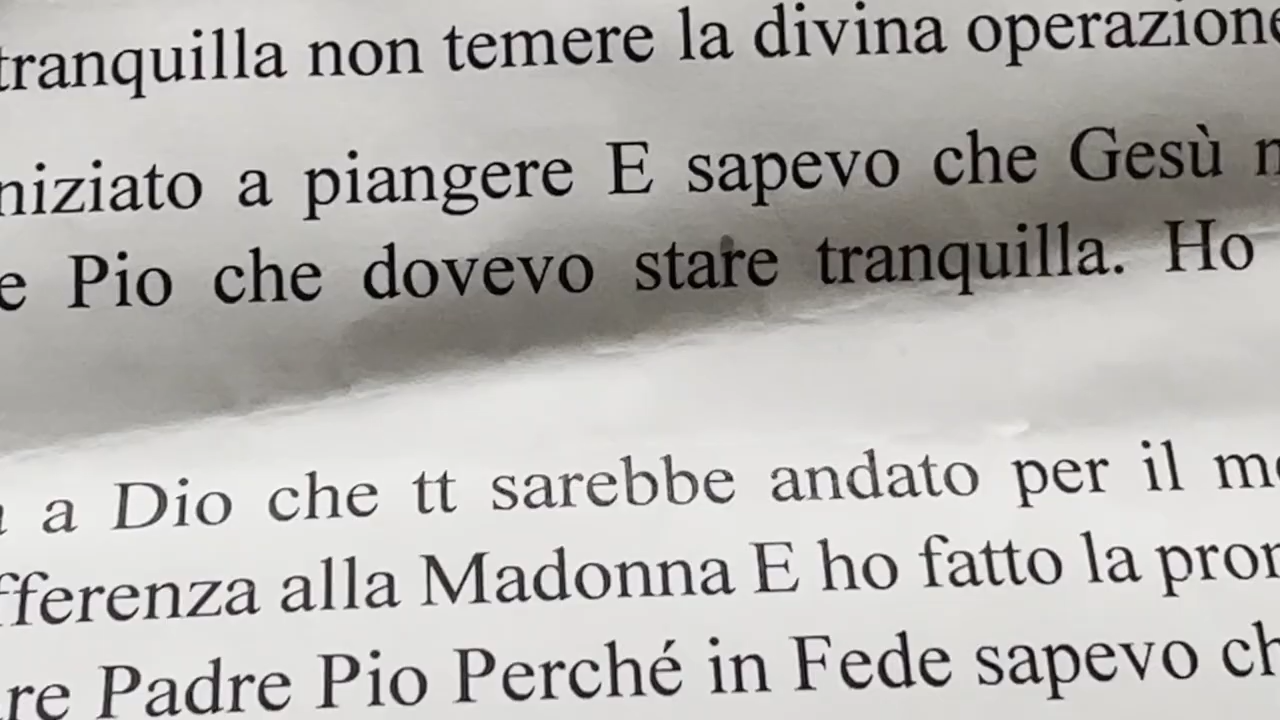 tranquilla non temere la divina operazione
niziato a piangere E sapevo che Gesù
e Pio che dovevo stare tranquilla. Ho
a Dio che tt sarebbe andato per il
fferenza alla Madonna E ho fatto la
re Padre Pio Perché in Fede sapevo